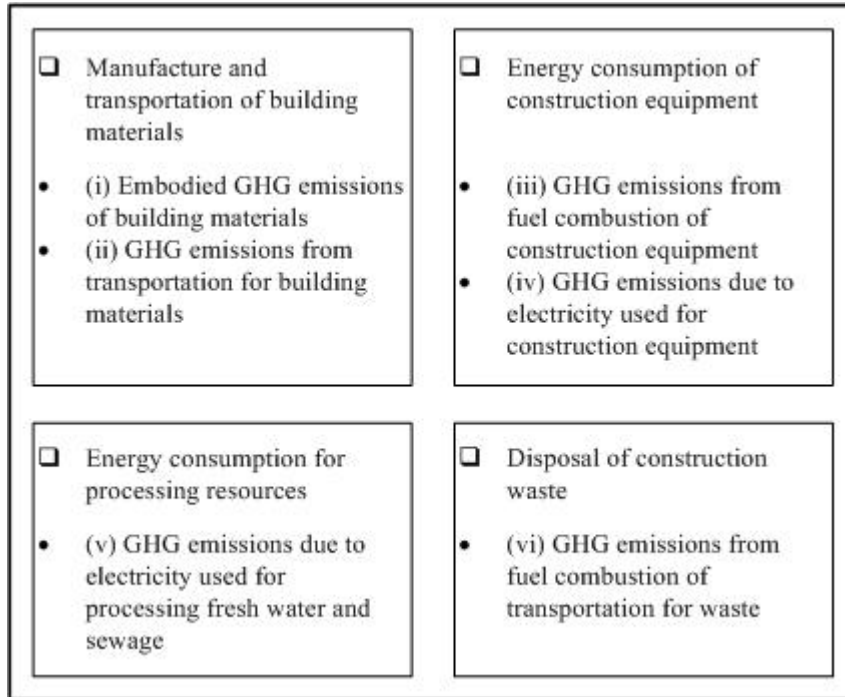 ❑ Manufacture and
transportation of building
materials
• (i) Embodied GHG emissions
of building materials
• (ii) GHG emissions from
transportation for building
materials
❑ Energy consumption of
construction equipment
• (iii) GHG emissions from
fuel combustion of
construction equipment
• (iv) GHG emissions due to
electricity used for
construction equipment
❑ Energy consumption for
processing resources
• (v) GHG emissions due to
electricity used for
processing fresh water and
sewage
❑ Disposal of construction
waste
• (vi) GHG emissions from
fuel combustion of
transportation for waste